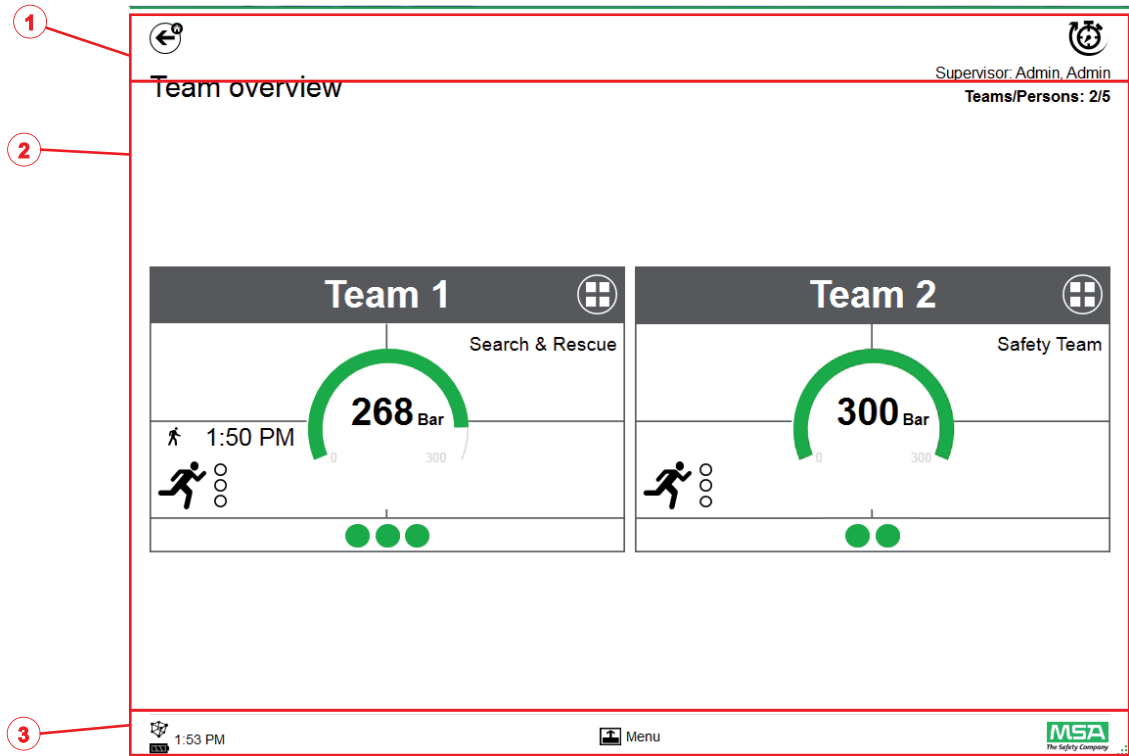 1
Supervisor: Admin, Admin
Team overview
Teams/Persons: 2/5
2
Team 1
Search & Rescue
268 Bar
0 300
1:50 PM
Team 2
Safety Team
300 Bar
0 300
3
1:53 PM
Menu
MSA
The Safety Company